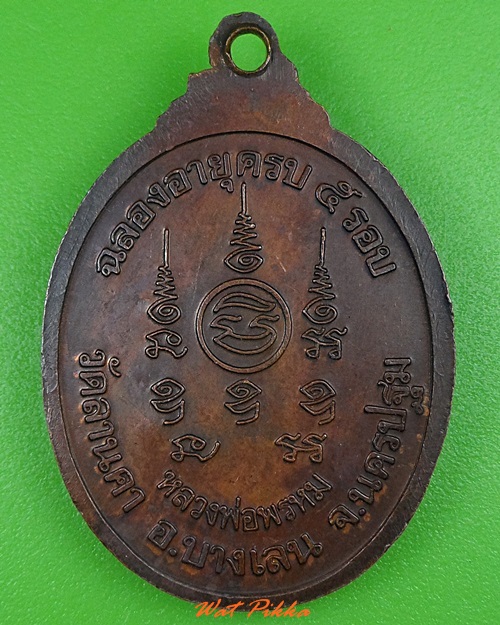 ฉลองอายุครบ ๕ รอบ
หลวงพ่อพรหม
วัดลานคา อ.บางเลน จ.นครปฐม
Wat Pikka